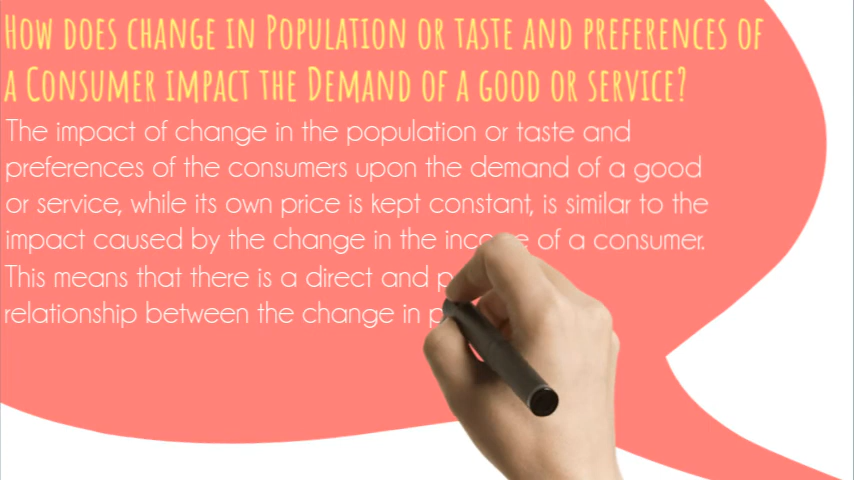 How does change in Population or taste and preferences of
a Consumer impact the Demand of a good or service?
The impact of change in the population or taste and
preferences of the consumers upon the demand of a good
or service, while its own price is kept constant, is similar to the
impact caused by the change in the income of a consumer.
This means that there is a direct and
relationship between the change in